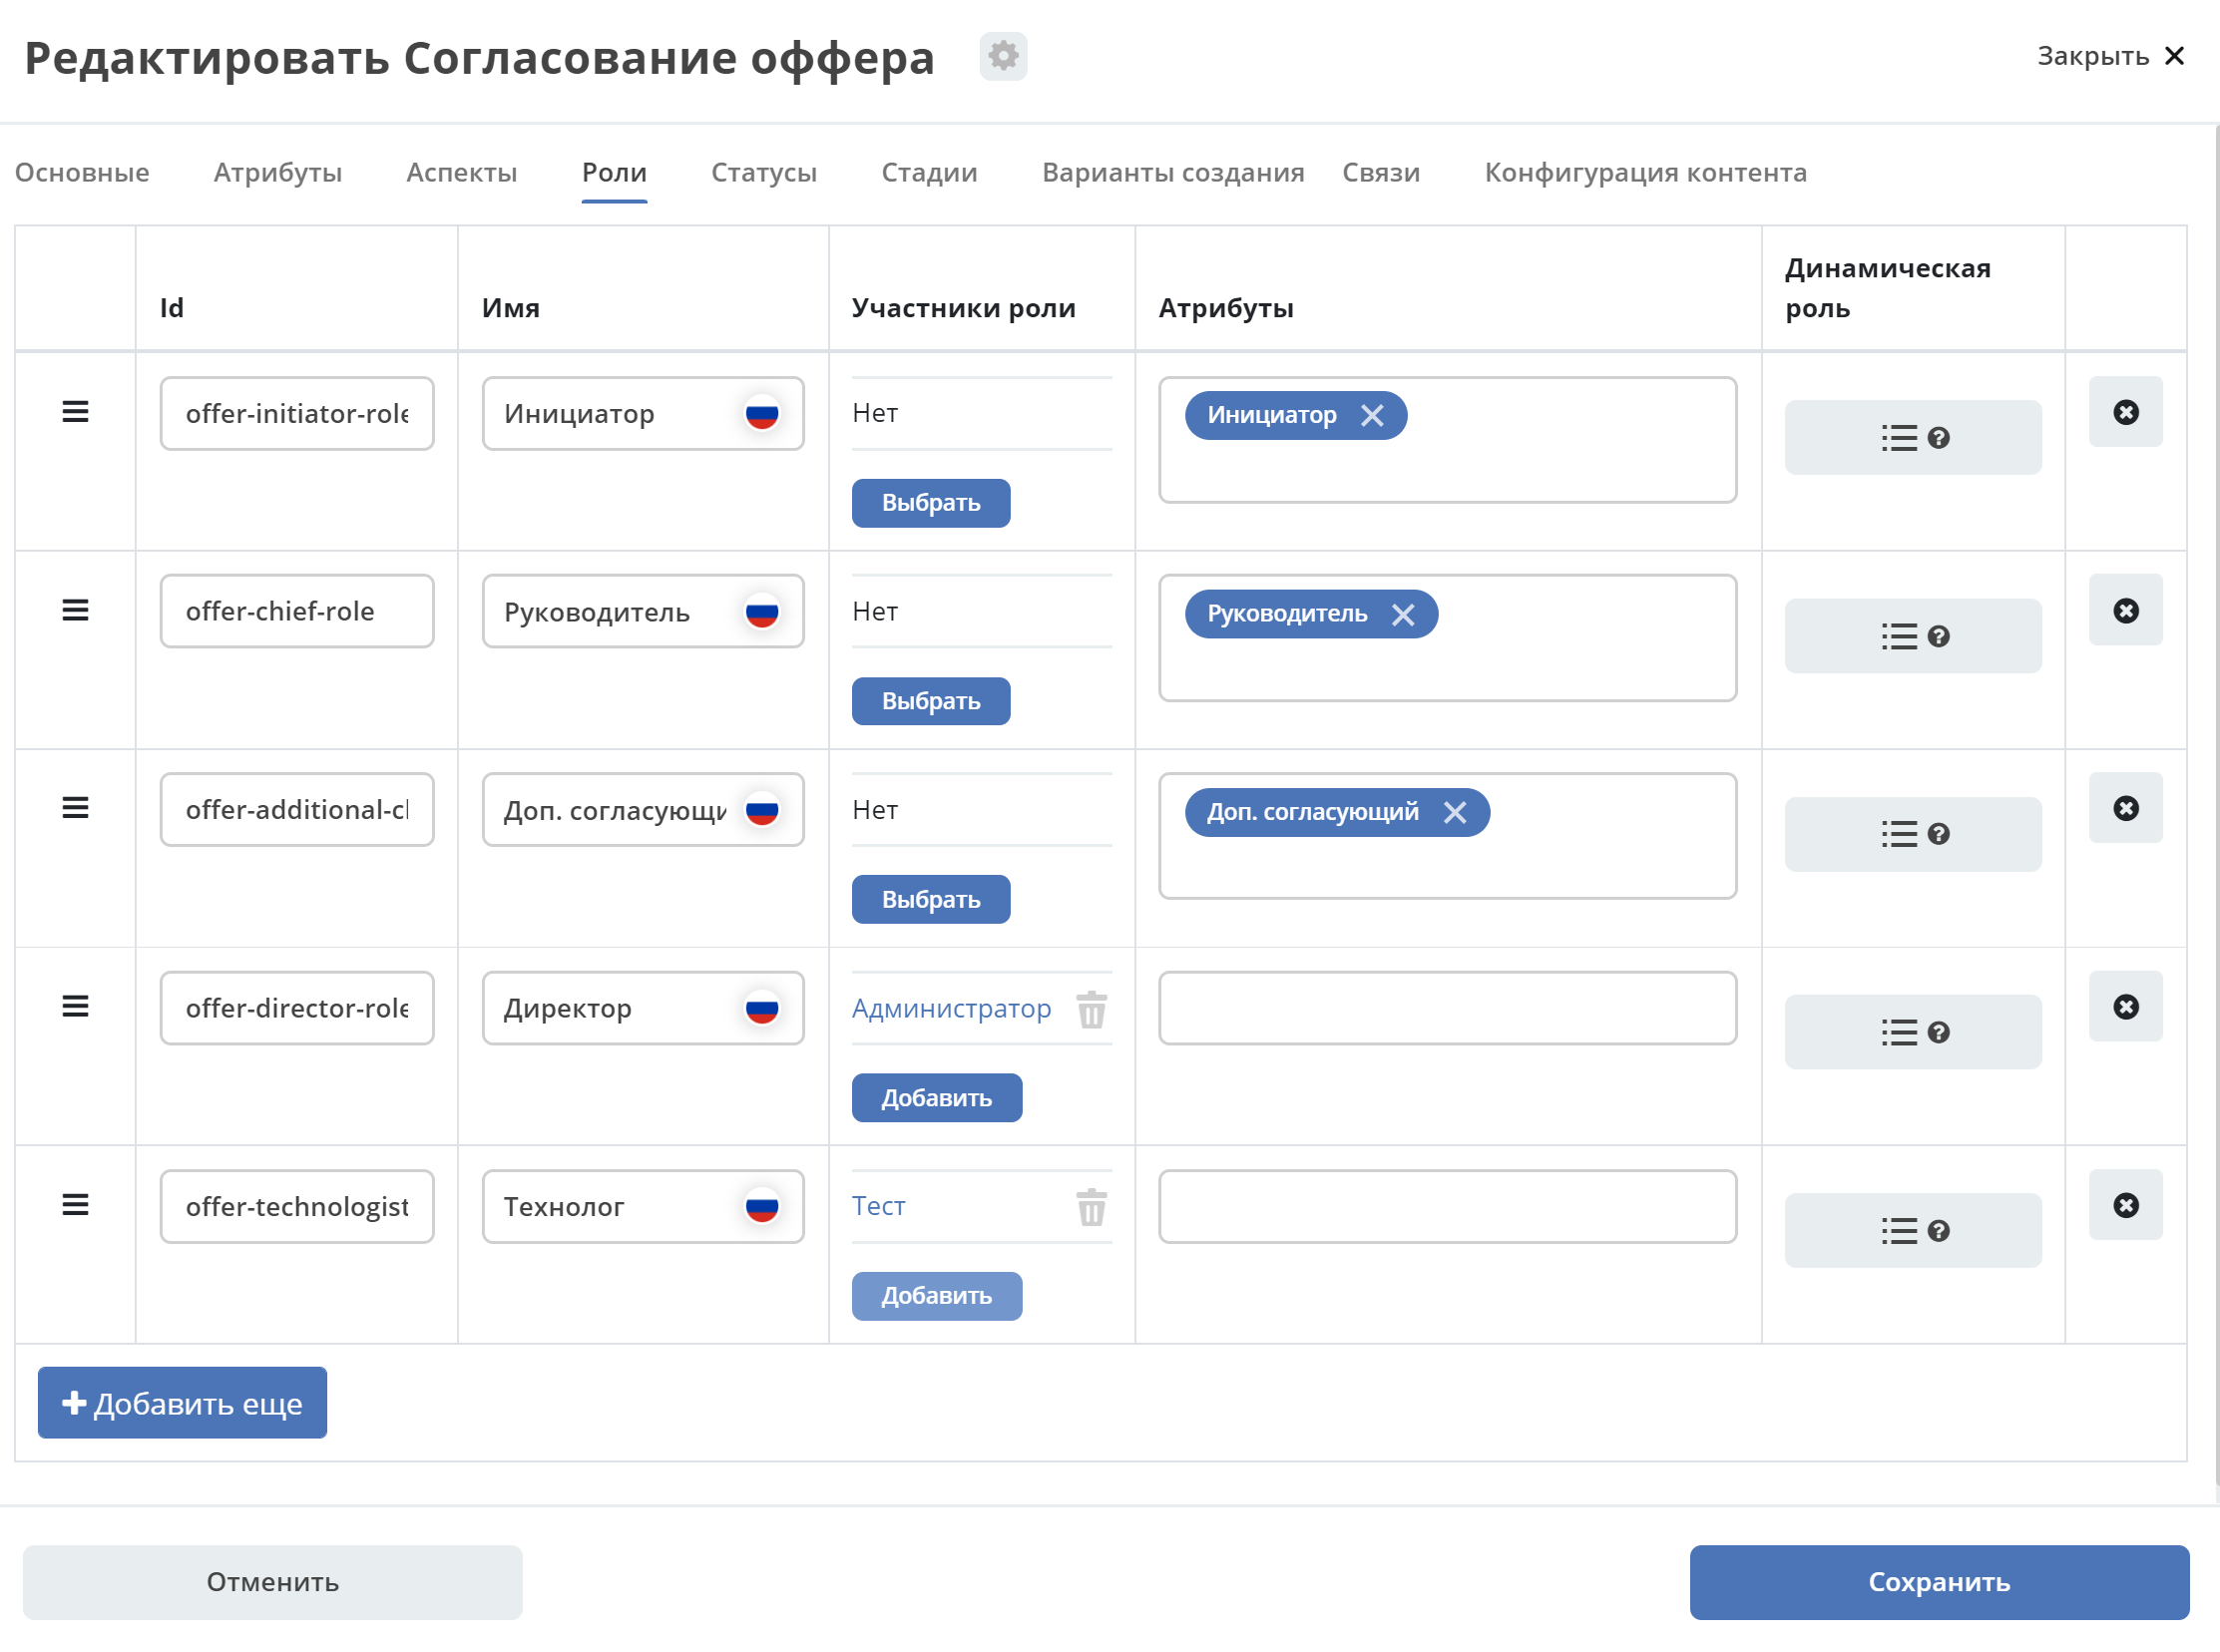 Редактировать Согласование оффера
Закрыть
Основные Атрибуты Аспекты Роли Статусы Стадии Варианты создания Связи Конфигурация контента
Id Имя Участники роли Атрибуты Динамическая роль
offer-initiator-role Инициатор Нет Инициатор
Выбрать
offer-chief-role Руководитель Нет Руководитель
Выбрать
offer-additional-cl Доп. согласующи Нет Доп. согласующий
Выбрать
offer-director-role Директор Администратор
Добавить
offer-technologist Технолог Тест
Добавить
Добавить еще
Отменить Сохранить